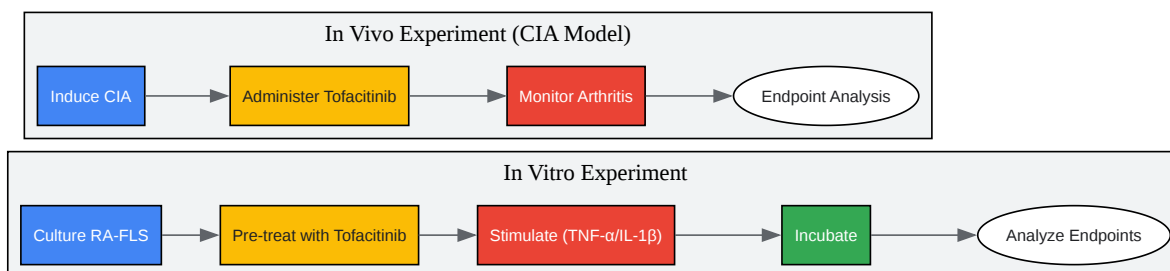 In Vivo Experiment (CIA Model)
Induce CIA
Administer Tofacitinib
Monitor Arthritis
Endpoint Analysis
In Vitro Experiment
Culture RA-FLS
Pre-treat with Tofacitinib
Stimulate (TNF-α/IL-1β)
Incubate
Analyze Endpoints